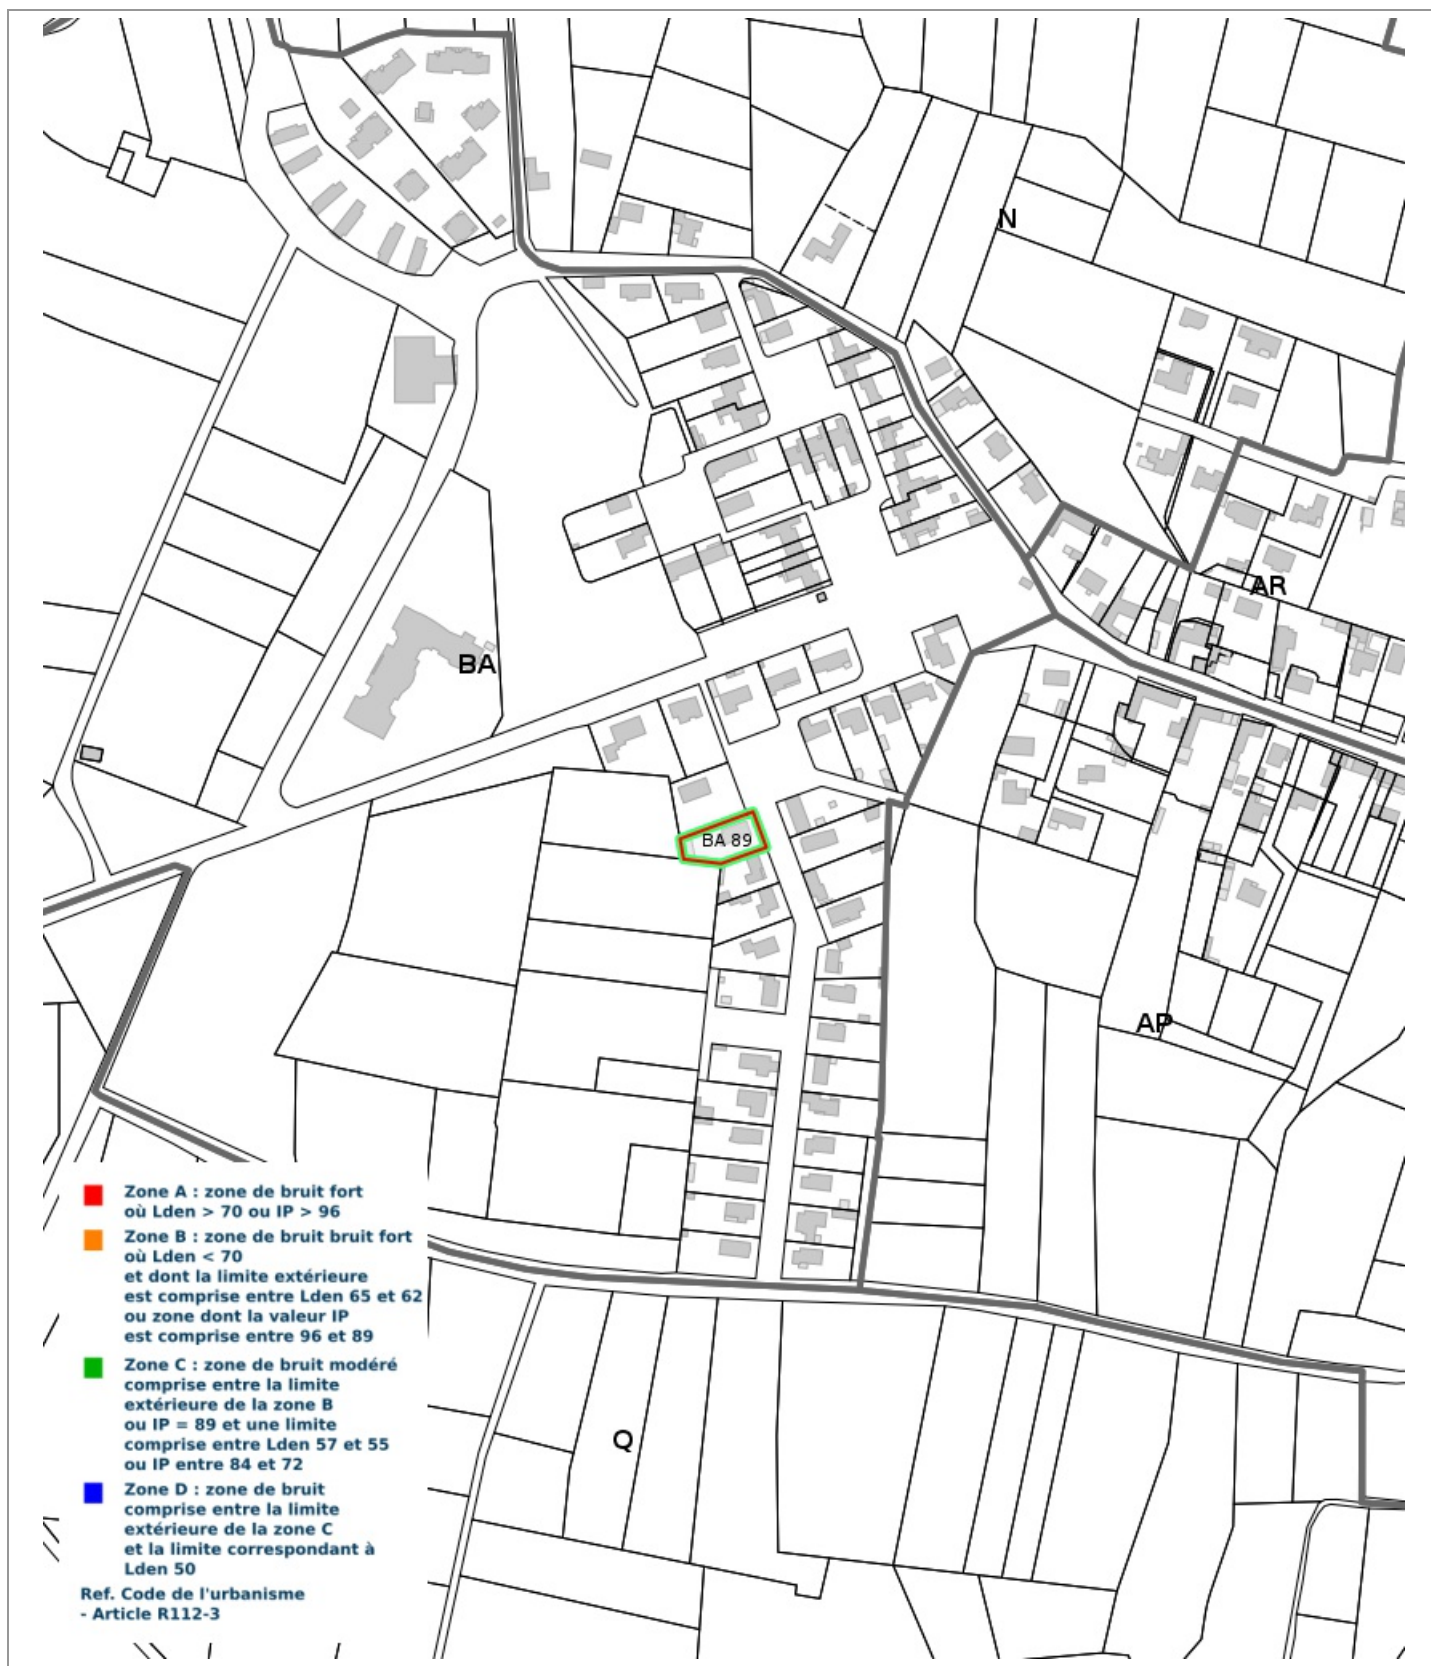 N
AR
BA
BA 89
AP
Zone A : zone de bruit fort
où Lden > 70 ou IP > 96
Zone B : zone de bruit bruit fort
où Lden < 70
et dont la limite extérieure
est comprise entre Lden 65 et 62
ou zone dont la valeur IP
est comprise entre 96 et 89
Zone C : zone de bruit modéré
comprise entre la limite
extérieure de la zone B
ou IP = 89 et une limite
comprise entre Lden 57 et 55
ou IP entre 84 et 72
Zone D : zone de bruit
comprise entre la limite
extérieure de la zone C
et la limite correspondant à
Lden 50
Ref. Code de l'urbanisme
- Article R112-3
Q